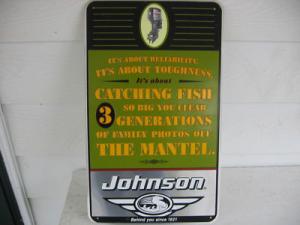 IT'S ABOUT RELIABILITY.
IT'S ABOUT TOUGHNESS.
It's about
CATCHING FISH
SO BIG YOU CLEAR
3 GENERATIONS
OF FAMILY PHOTOS OFF
THE MANTEL.
Johnson
Behind you since 1921